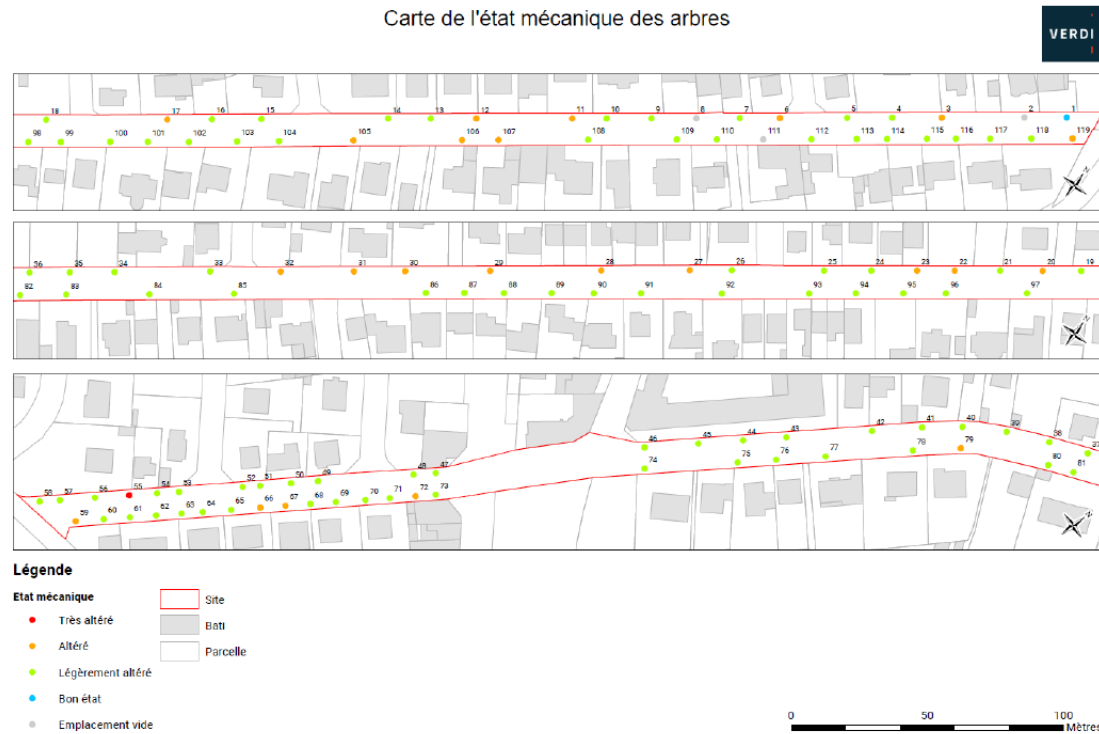 Carte de l'état mécanique des arbres
VERDI
18 17 16 15 14 13 12 11 10 9 8 7 6 5 4 3 2 1
98 99 100 101 102 103 104 105 106 107 108 109 110 111 112 113 114 115 116 117 118 119
N
36 35 34 33 32 31 30 29 28 27 26 25 24 23 22 21 20 19
82 83 84 85 86 87 88 89 90 91 92 93 94 95 96 97
N
58 57 56 55 54 53 52 51 50 49 48 47 46 45 44 43 42 41 40 39 38 37
59 60 61 62 63 64 65 66 67 68 69 70 71 72 73 74 75 76 77 78 79 80 81
N
Légende
Etat mécanique
Très altéré
Altéré
Légèrement altéré
Bon état
Emplacement vide
Site
Bati
Parcelle
0 50 100
Mètres